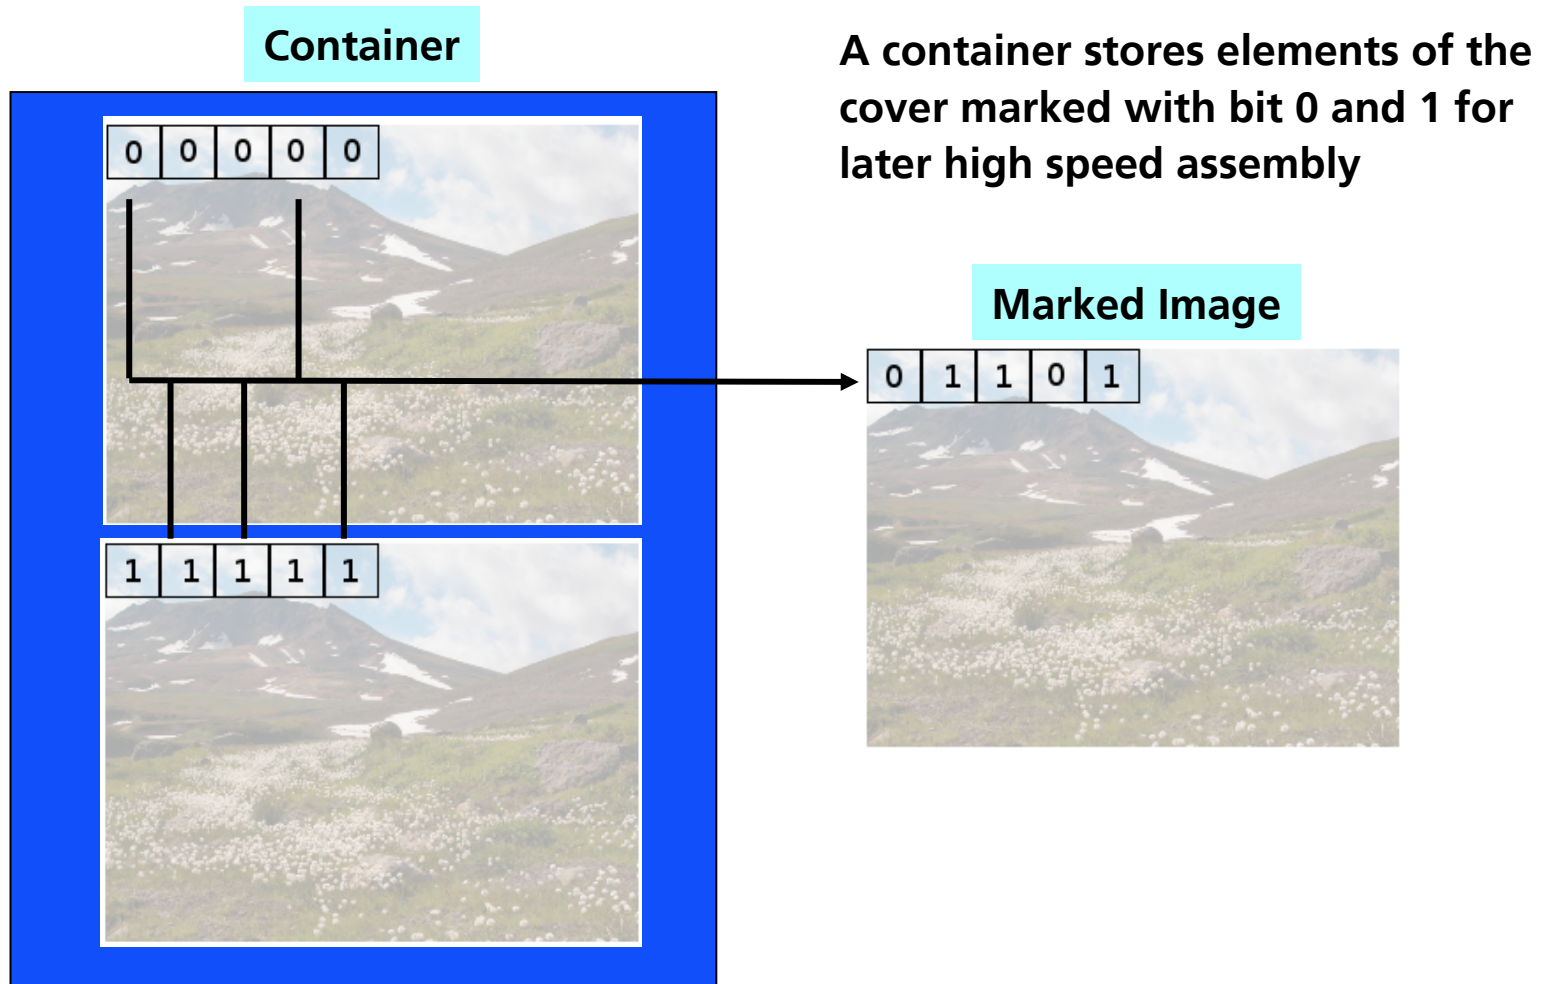 Container
A container stores elements of the
cover marked with bit 0 and 1 for
later high speed assembly
0 0 0 0 0
Marked Image
0 1 1 0 1
1 1 1 1 1